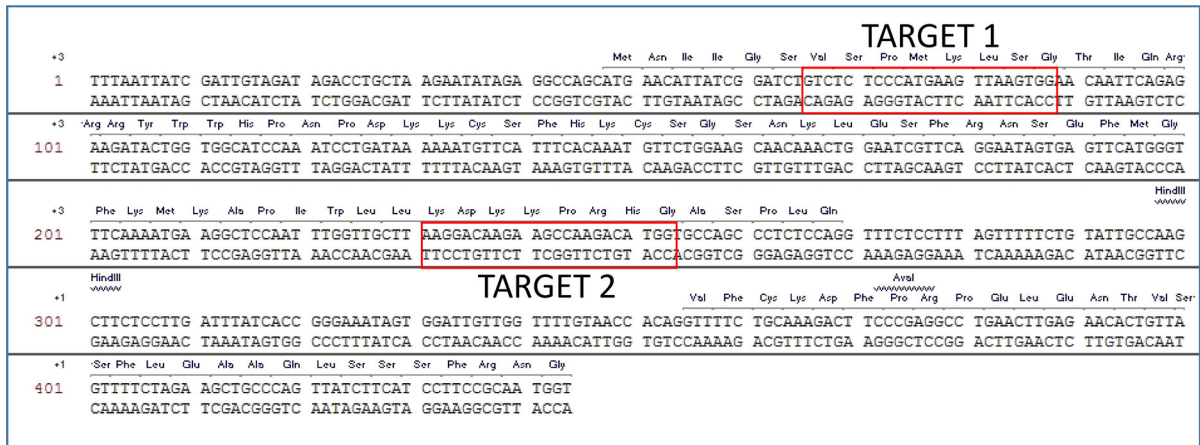 TARGET 1
+3 Met Asn Ile Ile Gly Ser Val Ser Pro Met Lys Leu Ser Gly Thr Ile Gln Arg
1 TTTAATTATC GATTGTAGAT AGACCTGCTA AGAATATAGA GGCCAGCATG AACATTATCG GATCTGTCTC TCCCATGAAG TTAAGTGGAA CAATTCAGAG
AAATTAATAG CTAACATCTA TCTGGACGAT TCTTATATCT CCGGTCGTAC TTGTAATAGC CTAGACAGAG AGGGTACTTC AATTCACCTT GTTAAGTCTC
+3 Arg Arg Tyr Trp Trp His Pro Asn Pro Asp Lys Lys Cys Ser Phe His Lys Cys Ser Gly Ser Asn Lys Leu Glu Ser Phe Arg Asn Ser Glu Phe Met Gly
101 AAGATACTGG TGGCATCCAA ATCCTGATAA AAAATGTTCA TTTCACAAAT GTTCTGGAAG CAACAAACTG GAATCGTTCA GGAATAGTGA GTTCATGGGT
TTCTATGACC ACCGTAGGTT TAGGACTATT TTTTACAAGT AAAGTGTTTA CAAGACCTTC GTTGTTTGAC CTTAGCAAGT CCTTATCACT CAAGTACCCA
HindIII
+3 Phe Lys Met Lys Ala Pro Ile Trp Leu Leu Lys Asp Lys Lys Pro Arg His Gly Ala Ser Pro Leu Gln
201 TTCAAAATGA AGGCTCCAAT TTGGTTGCTT AAGGACAAGA AGCCAAGACA TGGTGCCAGC CCTCTCCAGG TTTCTCCTTT AGTTTTTCTG TATTGCCAAG
AAGTTTTACT TCCGAGGTTA AACCAACGAA TTCCTGTTCT TCGGTTCTGT ACCACGGTCG GGAGAGGTCC AAAGAGGAAA TCAAAAAGAC ATAACGGTTC
HindIII TARGET 2 AvaI
+1 Val Phe Cys Lys Asp Phe Pro Arg Pro Glu Leu Glu Asn Thr Val Ser
301 CTTCTCCTTG ATTTATCACC GGGAAATAGT GGATTGTTGG TTTTGTAACC ACAGGTTTTC TGCAAAGACT TCCCGAGGCC TGAACTTGAG AACACTGTTA
GAAGAGGAAC TAAATAGTGG CCCTTTATCA CCTAACAACC AAAACATTGG TGTCCAAAAG ACGTTTCTGA AGGGCTCCGG ACTTGAACTC TTGTGACAAT
+1 Ser Phe Leu Glu Ala Ala Gln Leu Ser Ser Ser Phe Arg Asn Gly
401 GTTTTCTAGA AGCTGCCCAG TTATCTTCAT CCTTCCGCAA TGGT
CAAAAGATCT TCGACGGGTC AATAGAAGTA GGAAGGCGTT ACCA